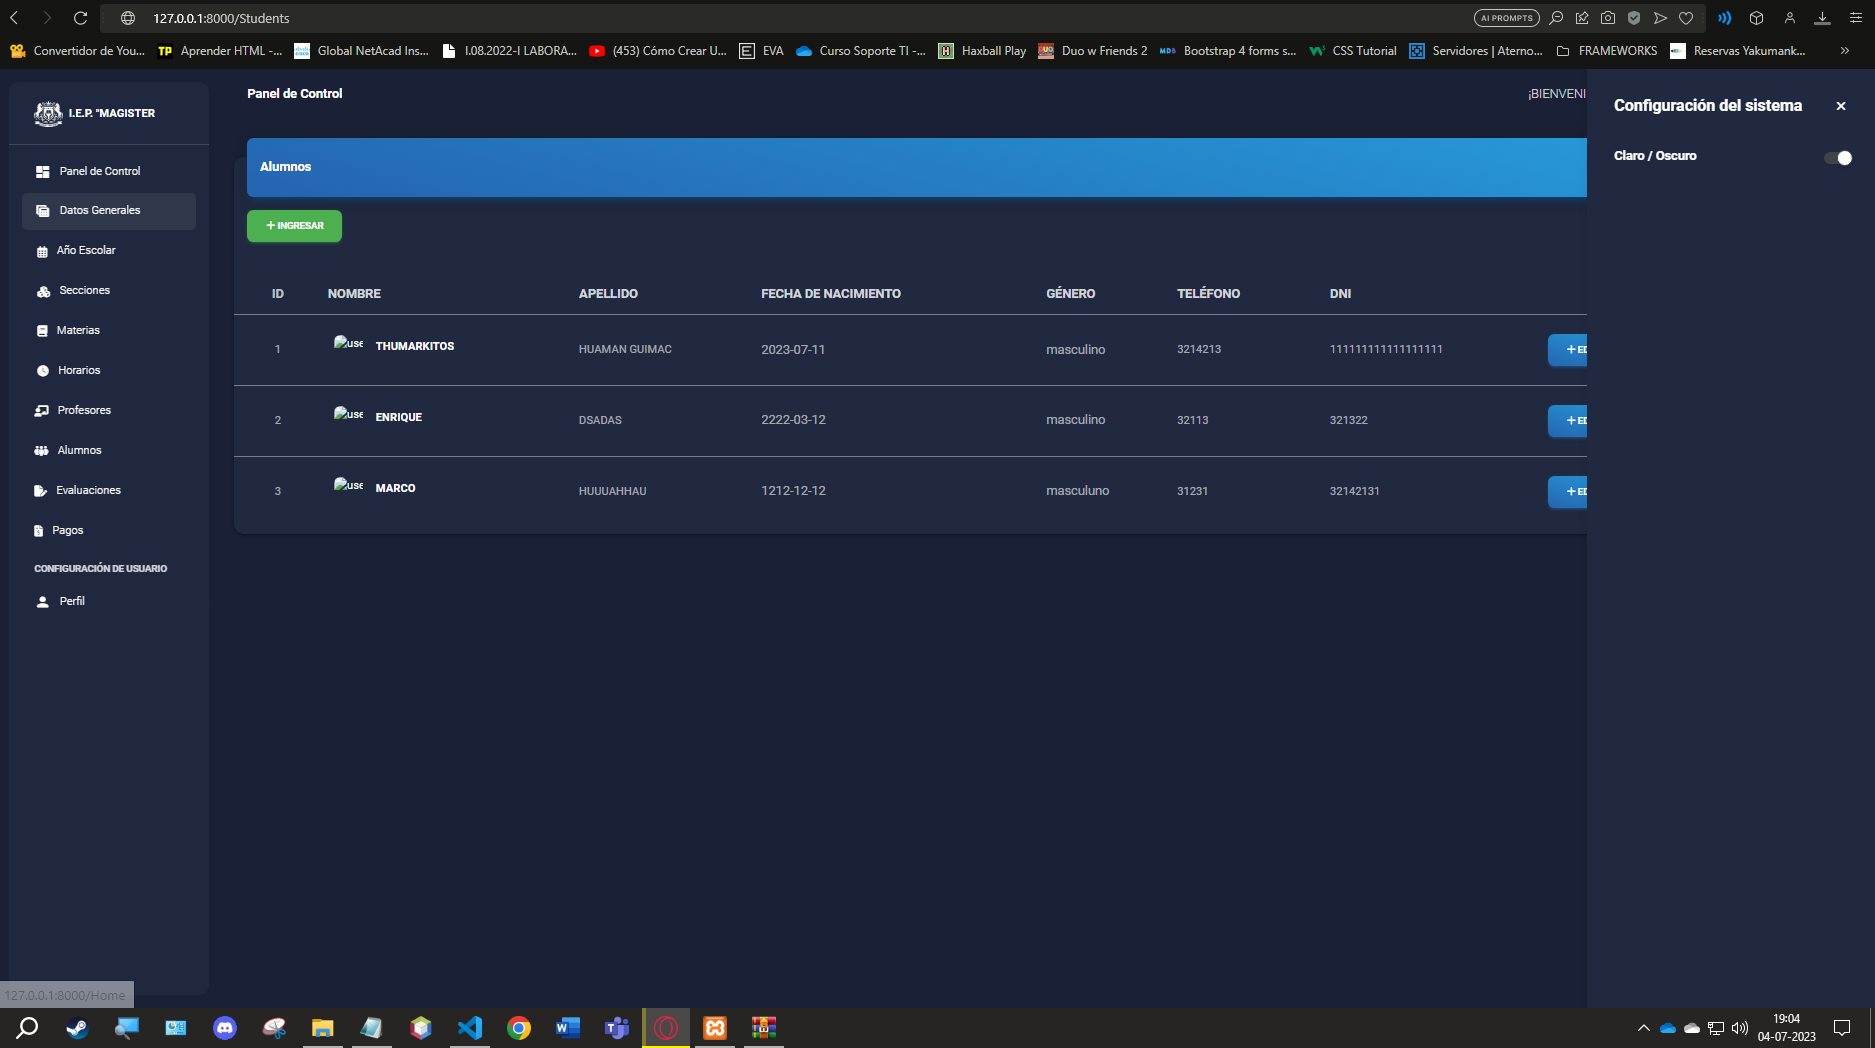 127.0.0.1:8000/Students
AI PROMPTS
Convertidor de You...
TP
Aprender HTML -...
Global NetAcad Ins...
I.08.2022-I LABORA...
(453) Cómo Crear U...
EVA
Curso Soporte TI -...
Haxball Play
Duo w Friends 2
MDB
Bootstrap 4 forms s...
CSS Tutorial
Servidores | Aterno...
FRAMEWORKS
Reservas Yakumank...
»
I.E.P. "MAGISTER
Panel de Control
Datos Generales
Año Escolar
Secciones
Materias
Horarios
Profesores
Alumnos
Evaluaciones
Pagos
CONFIGURACIÓN DE USUARIO
Perfil
Panel de Control
¡BIENVENI
Alumnos
+ INGRESAR
ID NOMBRE APELLIDO FECHA DE NACIMIENTO GÉNERO TELÉFONO DNI
1 use THUMARKITOS HUAMAN GUIMAC 2023-07-11 masculino 3214213 111111111111111111 +ED
2 use ENRIQUE DSADAS 2222-03-12 masculino 32113 321322 +ED
3 use MARCO HUUUAHHAU 1212-12-12 masculuno 31231 32142131 +ED
Configuración del sistema
Claro / Oscuro
127.0.0.1:8000/Home
19:04
04-07-2023